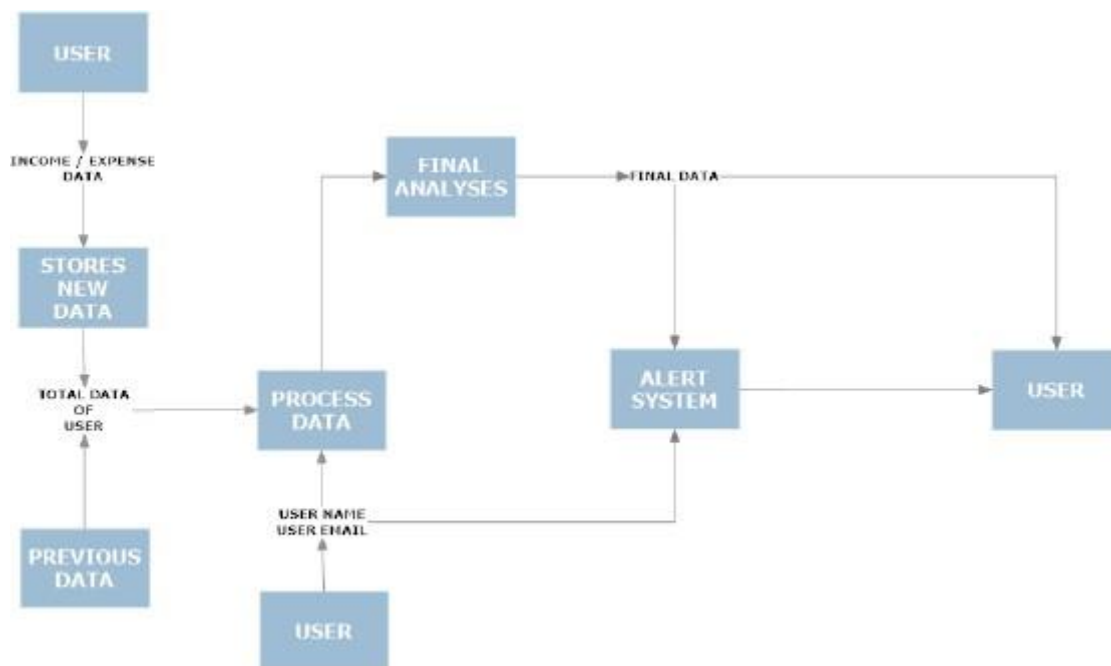 USER
INCOME / EXPENSE
DATA
STORES
NEW
DATA
TOTAL DATA
OF
USER
PREVIOUS
DATA
PROCESS
DATA
USER NAME
USER EMAIL
USER
FINAL
ANALYSES
FINAL DATA
ALERT
SYSTEM
USER